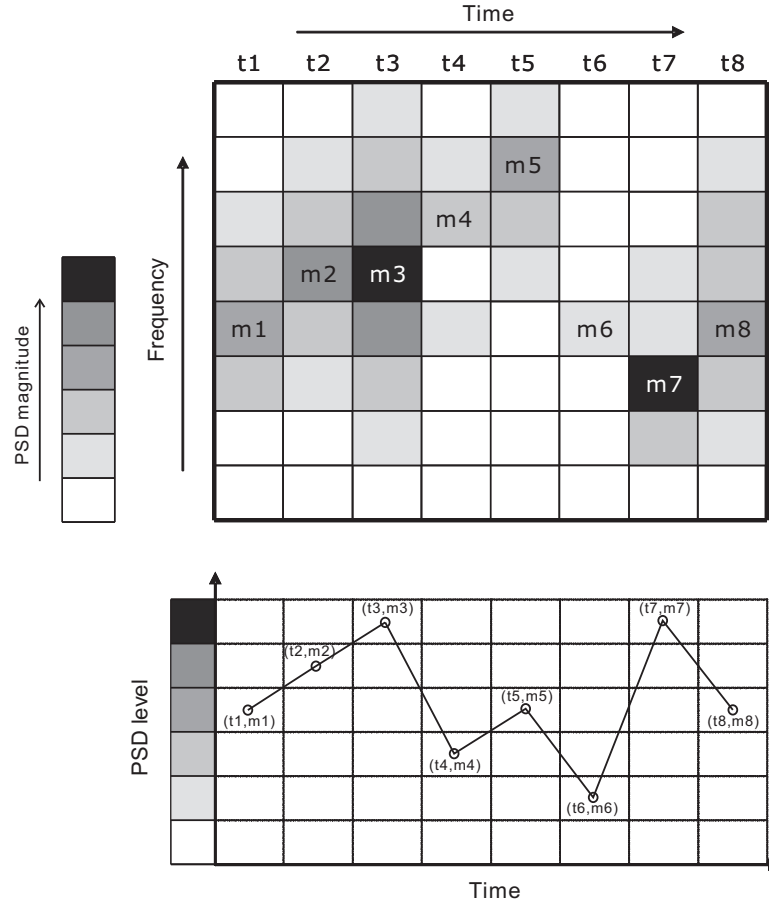 Time
t1 t2 t3 t4 t5 t6 t7 t8
m5
m4
m2 m3
m1 m6 m8
m7
Frequency
PSD magnitude
(t3,m3) (t7,m7)
(t2,m2)
(t5,m5)
(t1,m1) (t8,m8)
(t4,m4)
(t6,m6)
PSD level
Time